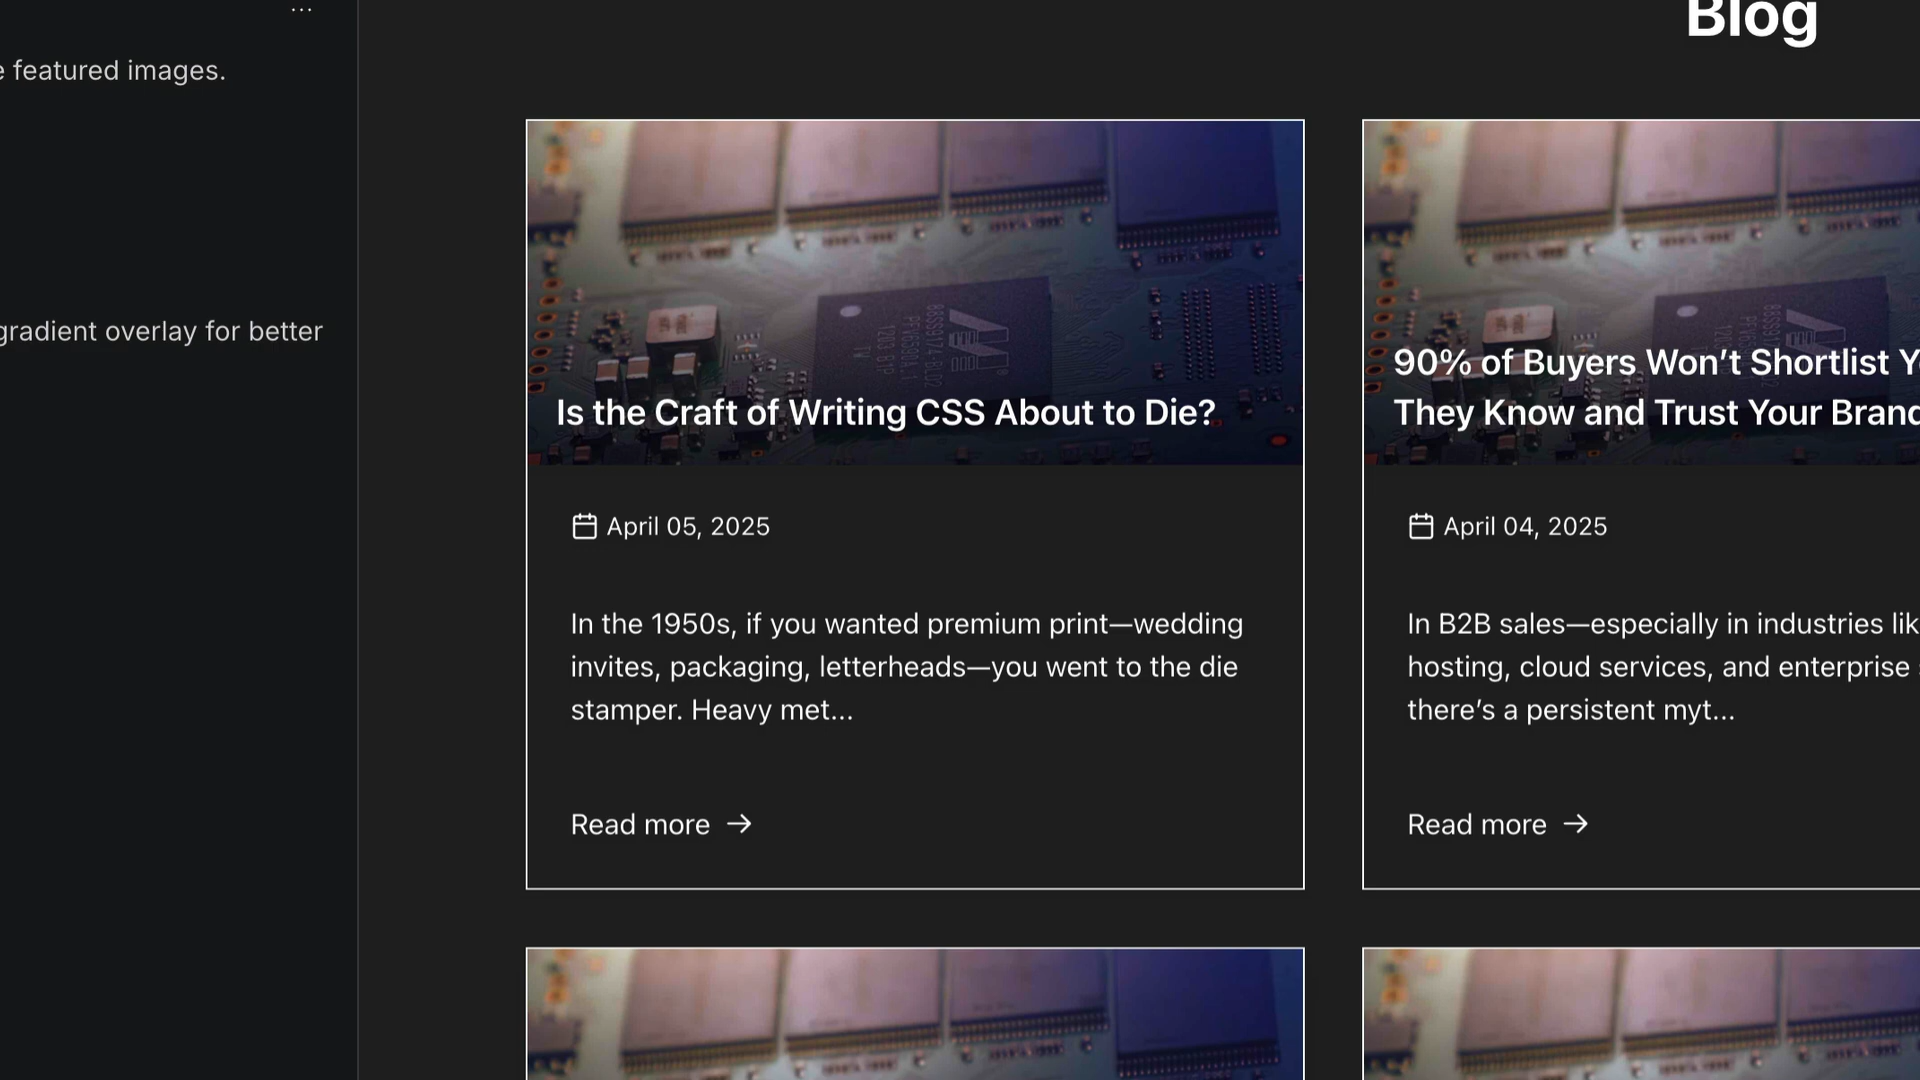 ...
e featured images.
gradient overlay for better
Blog
Is the Craft of Writing CSS About to Die?
April 05, 2025
In the 1950s, if you wanted premium print—wedding
invites, packaging, letterheads—you went to the die
stamper. Heavy met...
Read more →
90% of Buyers Won’t Shortlist Y
They Know and Trust Your Brand
April 04, 2025
In B2B sales—especially in industries lik
hosting, cloud services, and enterprise
there’s a persistent myt...
Read more →